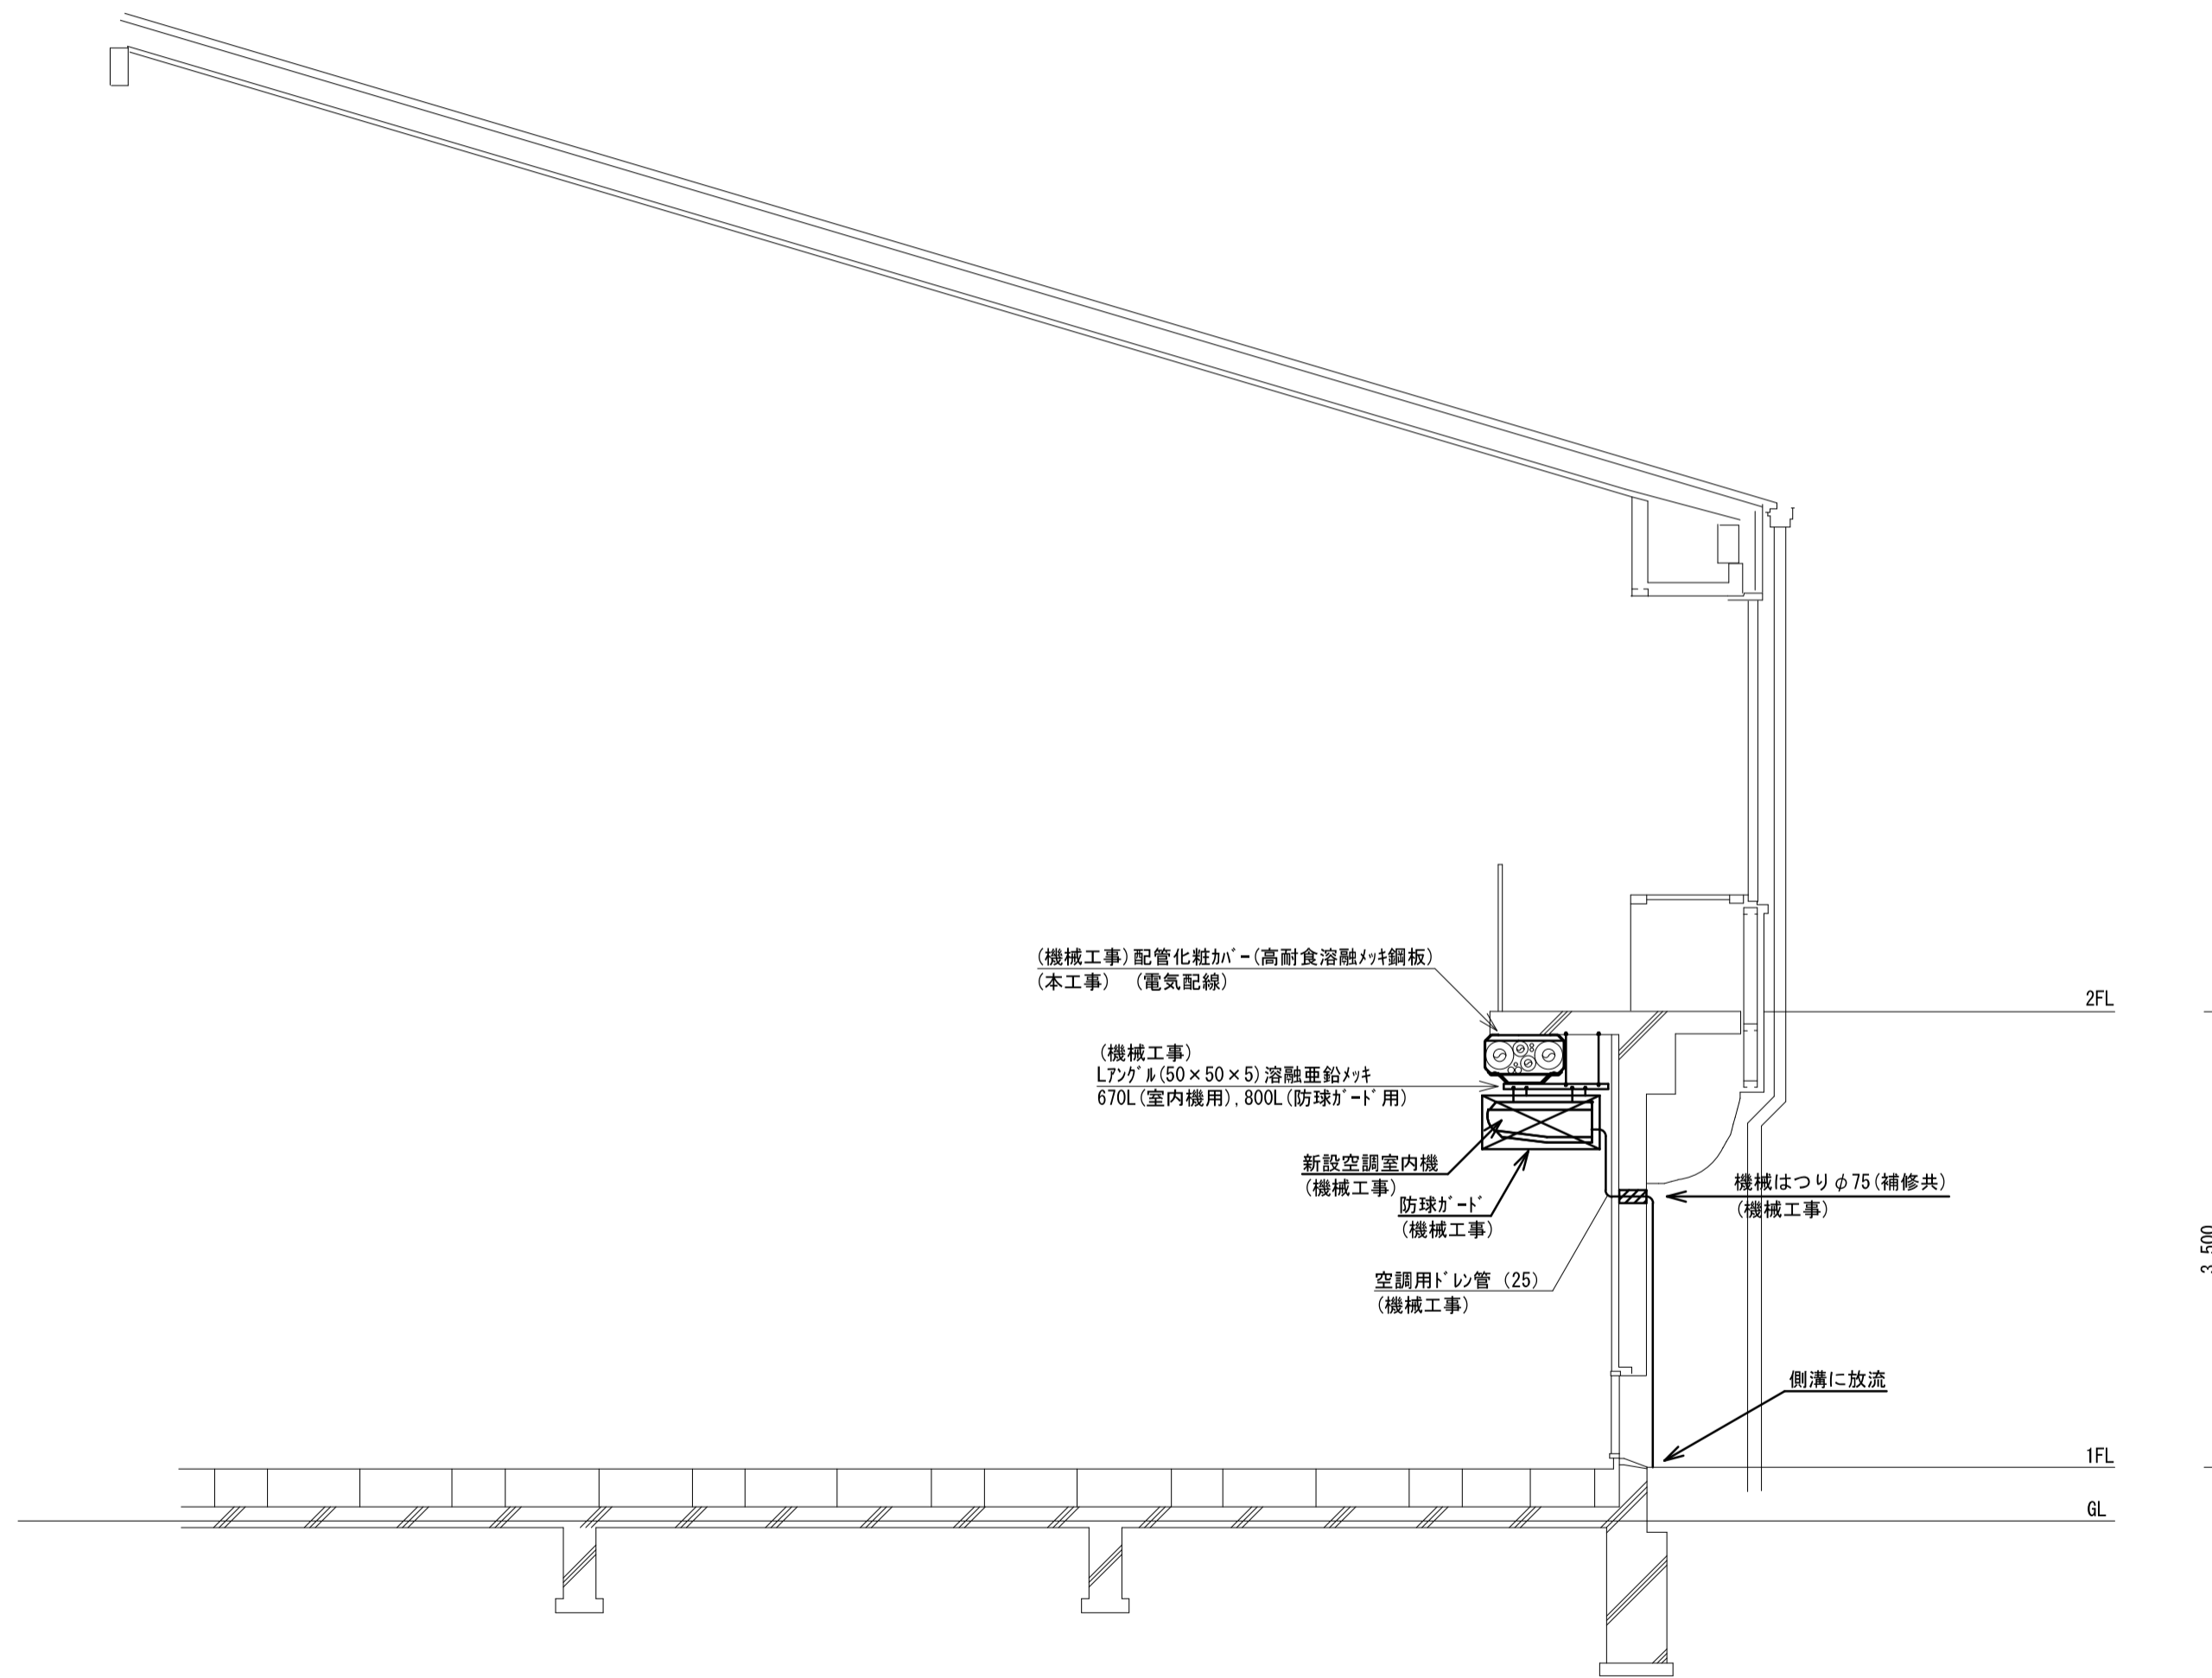 (機械工事)配管化粧ｶﾊﾞｰ(高耐食溶融ﾒｯｷ鋼板)
(本工事) (電気配線)
2FL
(機械工事)
Lｱﾝｸﾞﾙ(50×50×5)溶融亜鉛ﾒｯｷ
670L(室内機用),800L(防球ｶﾞｰﾄﾞ用)
新設空調室内機
(機械工事)
防球ｶﾞｰﾄﾞ
(機械工事)
機械はつりφ75(補修共)
(機械工事)
空調用ﾄﾞﾚﾝ管 (25)
(機械工事)
3,500
側溝に放流
1FL
GL